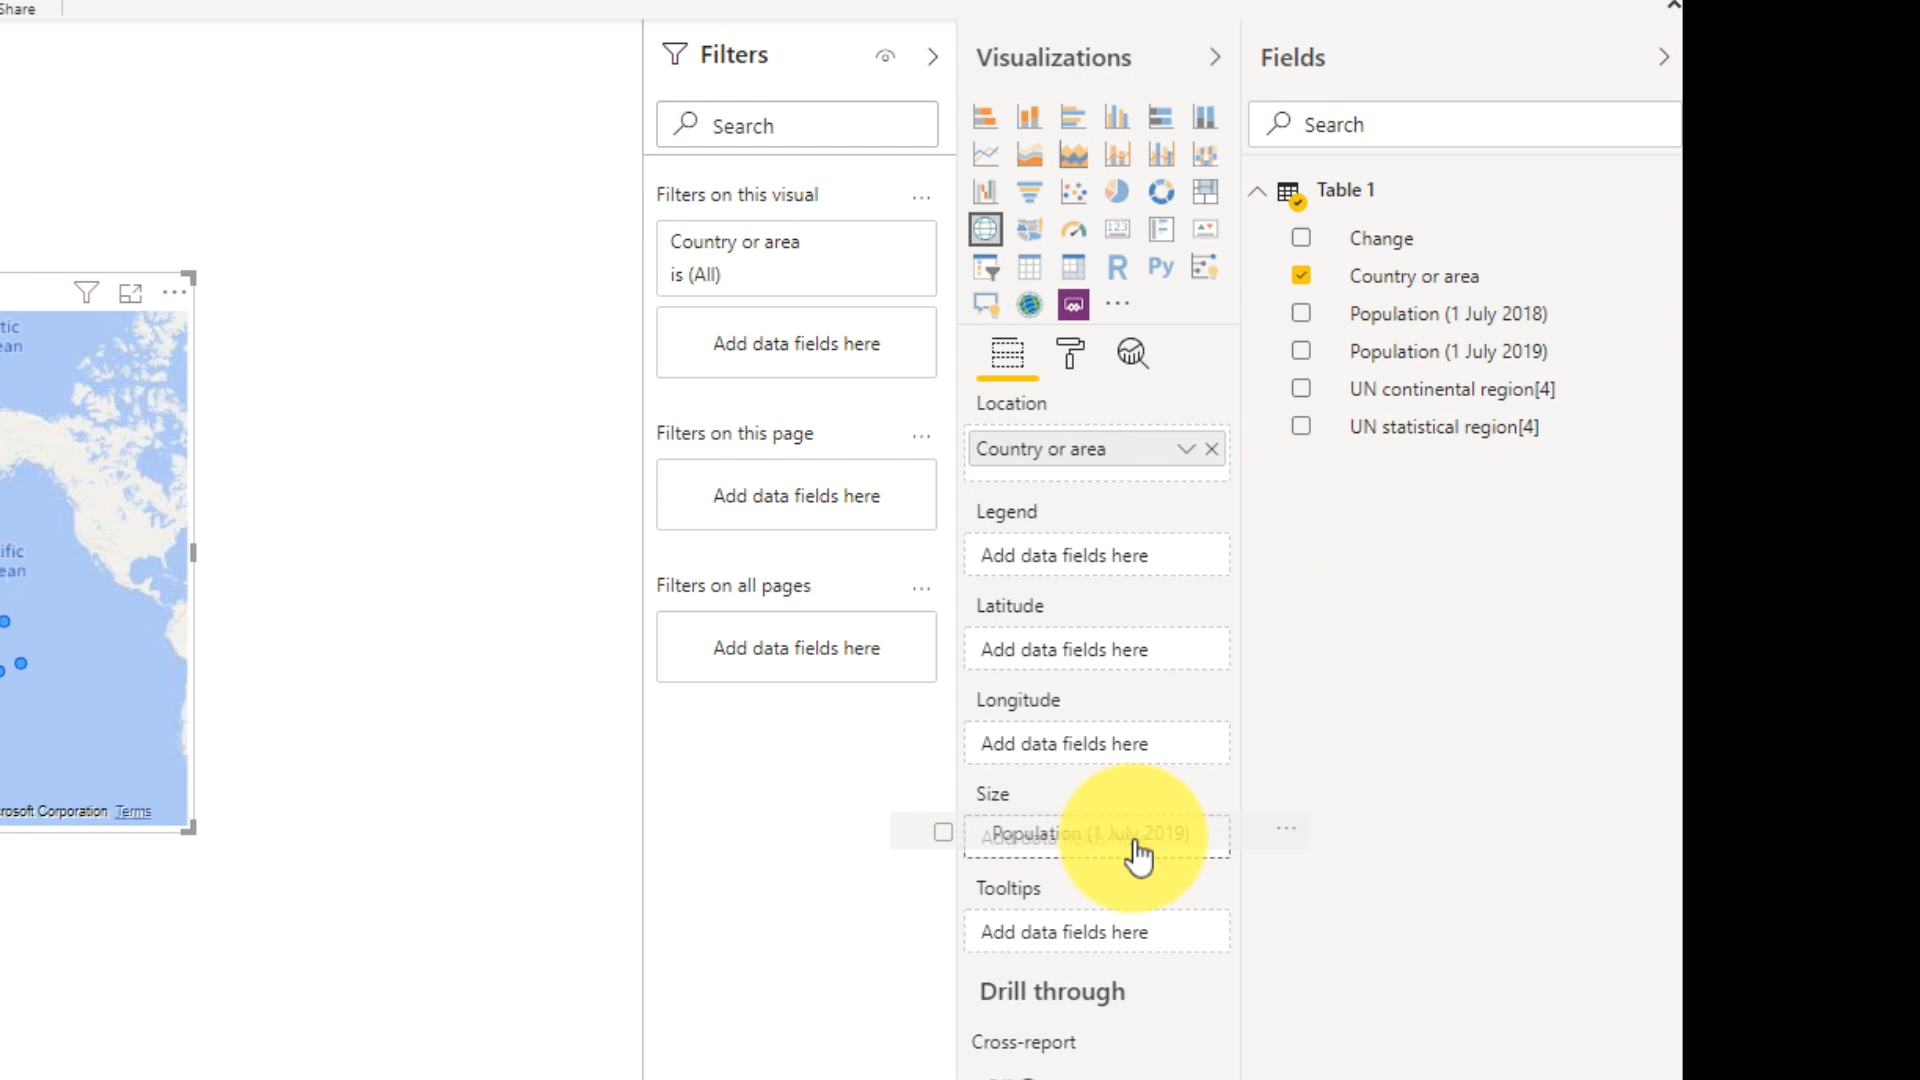 Share
Filters
Search
Filters on this visual
Country or area
is (All)
Add data fields here
Filters on this page
Add data fields here
Filters on all pages
Add data fields here
tic
ean
ific
ean
rosoft Corporation Terms
Visualizations
123
R
Py
Location
Country or area
Legend
Add data fields here
Latitude
Add data fields here
Longitude
Add data fields here
Size
Population (1 July 2019)
Tooltips
Add data fields here
Drill through
Cross-report
Fields
Search
Table 1
Change
Country or area
Population (1 July 2018)
Population (1 July 2019)
UN continental region[4]
UN statistical region[4]